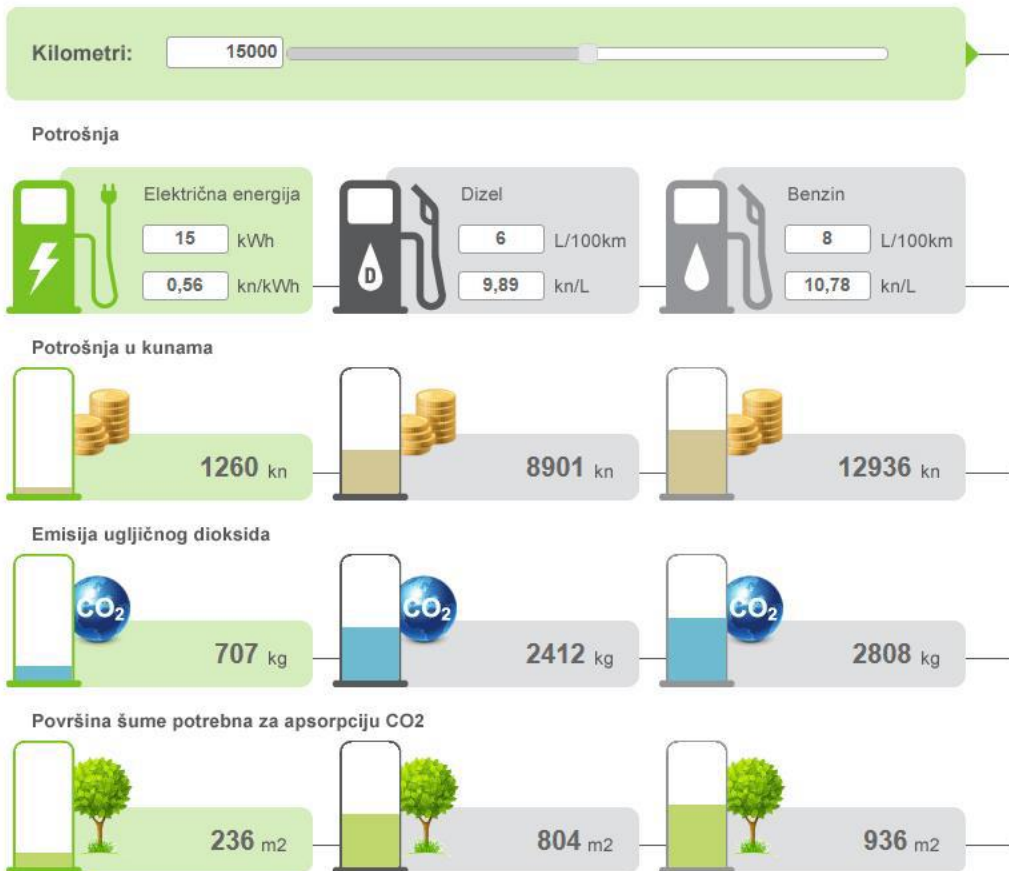 Kilometri: 15000
Potrošnja
Električna energija
15 kWh
0,56 kn/kWh
Dizel
6 L/100km
9,89 kn/L
D
Benzin
8 L/100km
10,78 kn/L
Potrošnja u kunama
1260 kn
8901 kn
12936 kn
Emisija ugljičnog dioksida
CO2
707 kg
CO2
2412 kg
CO2
2808 kg
Površina šume potrebna za apsorpciju CO2
236 m2
804 m2
936 m2